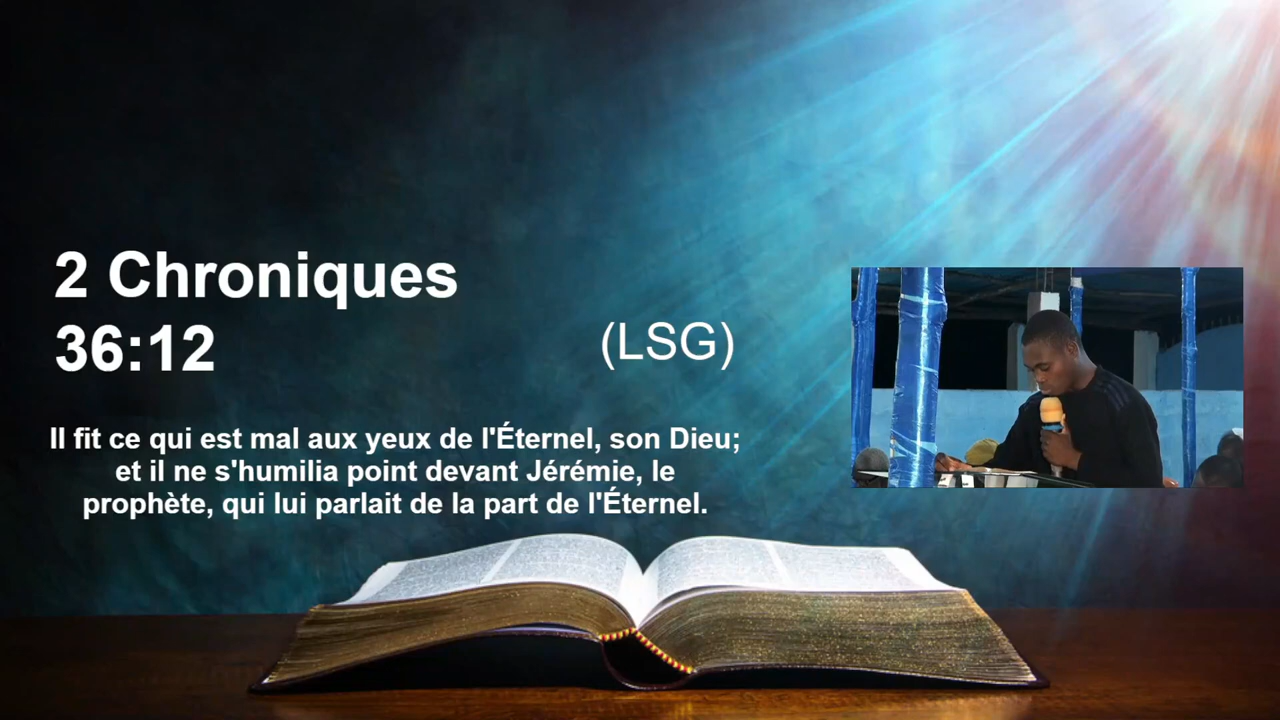 2 Chroniques
36:12
(LSG)
Il fit ce qui est mal aux yeux de l'Éternel, son Dieu;
et il ne s'humilia point devant Jérémie, le
prophète, qui lui parlait de la part de l'Éternel.